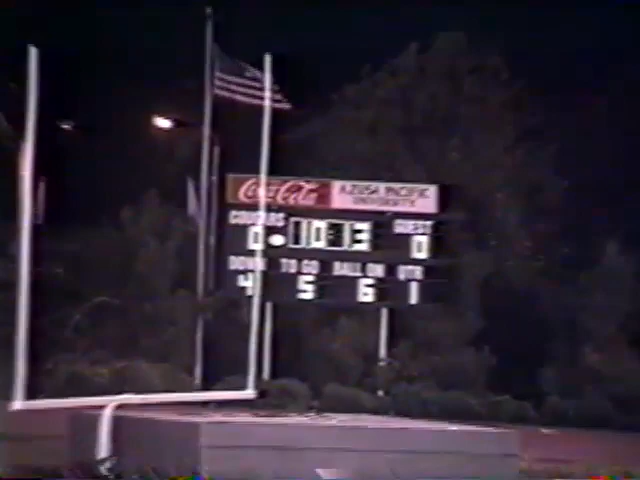 Coca-Cola AZUSA PACIFIC
UNIVERSITY
COUGARS GUEST
0 10:13 0
DOWN TO GO BALL ON QTR
4 5 6 1